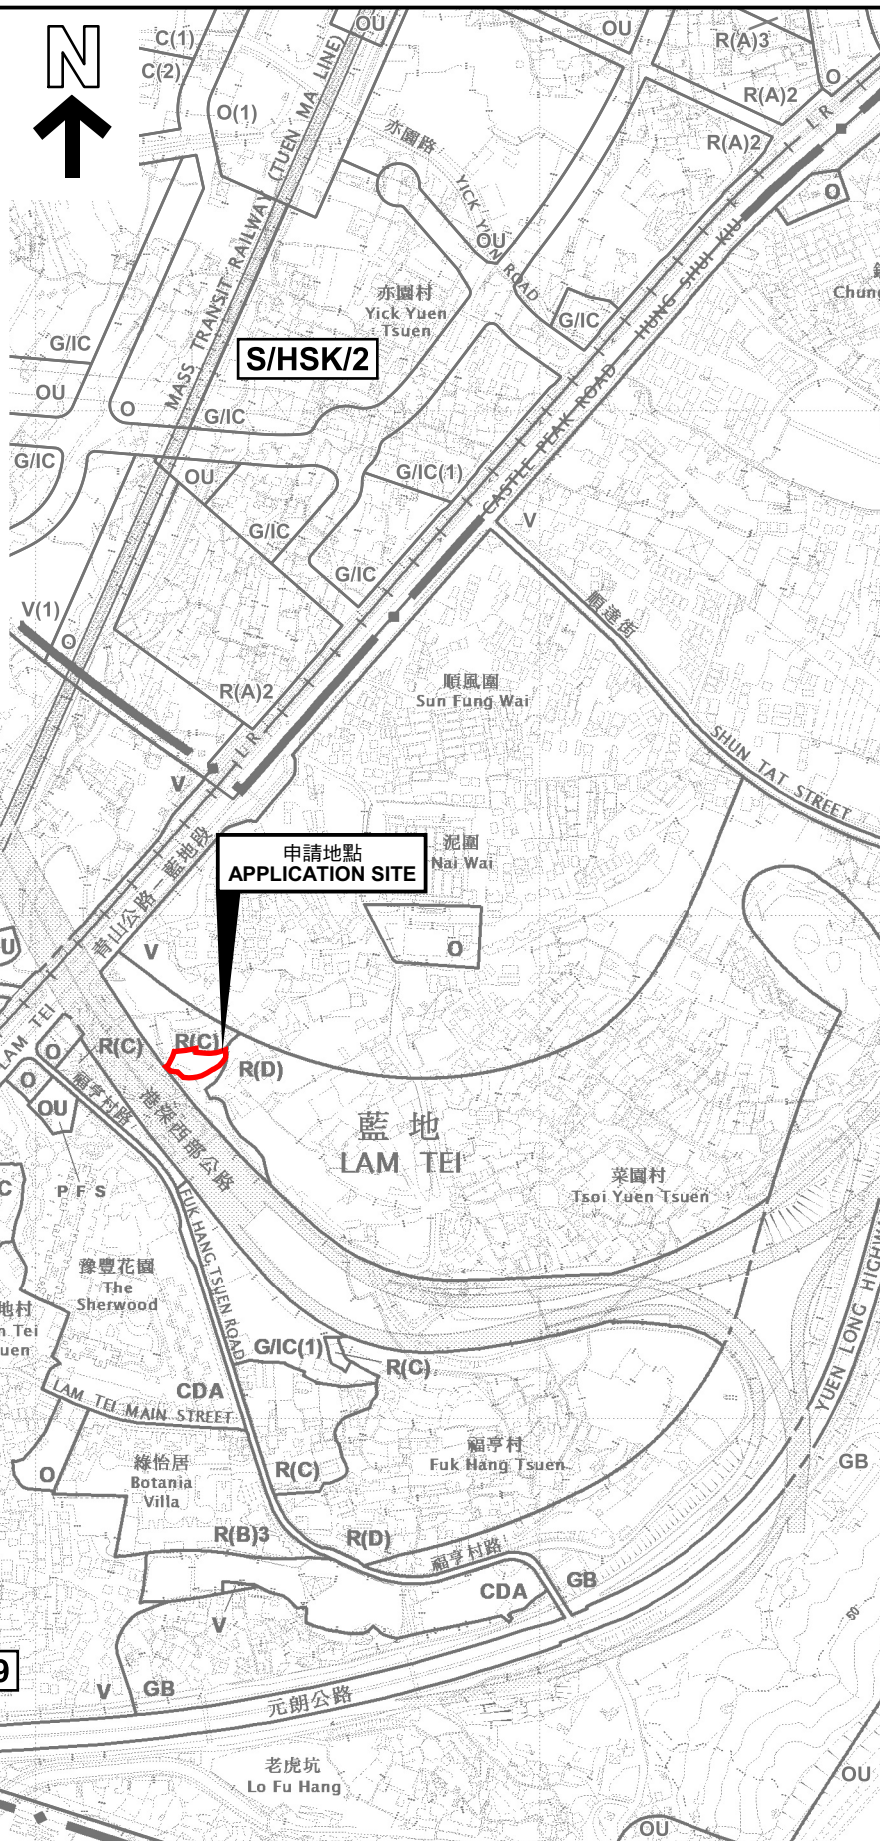 N
C(1)
C(2)
O(1)
OU
OU
R(A)3
O
R(A)2
R(A)2
LR
O
MASS TRANSIT RAILWAY (TUEN MA LINE)
亦園路
YICK YUEN ROAD
OU
亦園村
Yick Yuen
Tsuen
G/IC
S/HSK/2
G/IC
OU
O
G/IC
G/IC
OU
G/IC(1)
G/IC
G/IC
CASTLE PEAK ROAD – HUNG SHUI KIU
Chung
V
V(1)
O
順達街
R(A)2
順風圍
Sun Fung Wai
LR
SHUN TAT STREET
V
青山公路－藍地段
申請地點
APPLICATION SITE
泥圍
Nai Wai
V
O
LAM TEI
R(C)
R(C)
R(D)
O
O
OU
福亨村路
港深西部公路
藍地
LAM TEI
菜園村
Tsoi Yuen Tsuen
PFS
FUK HANG TSUEN ROAD
豫豐花園
The
Sherwood
G/IC(1)
R(C)
YUEN LONG HIGHWAY
CDA
LAM TEI MAIN STREET
O
綠怡居
Botania
Villa
R(C)
福亨村
Fuk Hang Tsuen
GB
R(B)3
R(D)
福亨村路
CDA
GB
V
50
V
GB
元朗公路
9
老虎坑
Lo Fu Hang
OU
OU